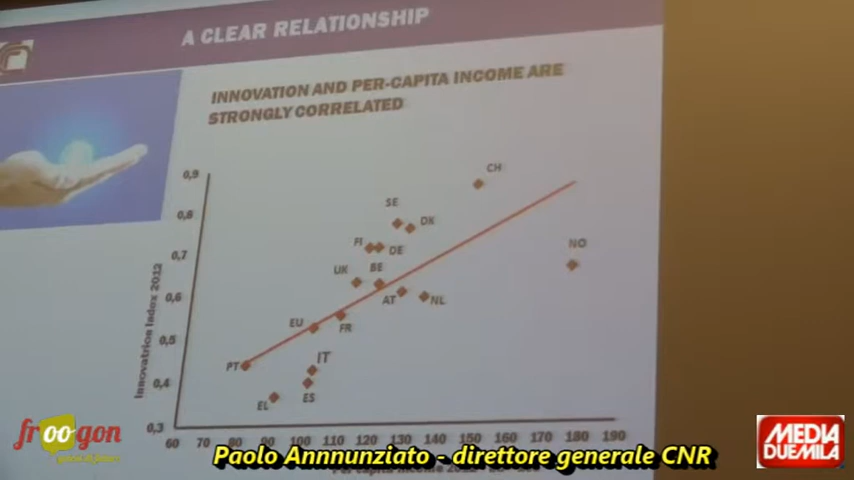 A CLEAR RELATIONSHIP
INNOVATION AND PER-CAPITA INCOME ARE
STRONGLY CORRELATED
0,9
0,8
0,7
0,6
0,5
0,4
0,3
Innovatrion Index 2012
CH
SE
DK
FI
DE
NO
UK
BE
AT
NL
EU
FR
PT
IT
EL
ES
60 70 80 90 100 110 120 130 140 150 160 170 180 190
froogon
MEDIA
DUEMILA
Paolo Annnunziato - direttore generale CNR